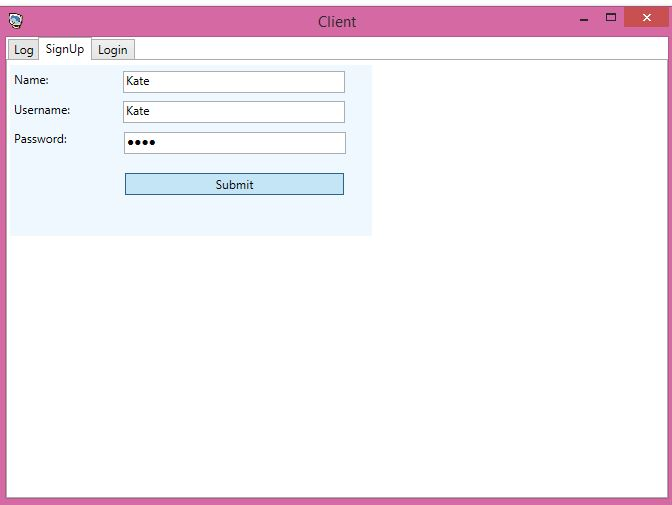 Client
Log SignUp Login
Name: Kate
Username: Kate
Password: ••••
Submit